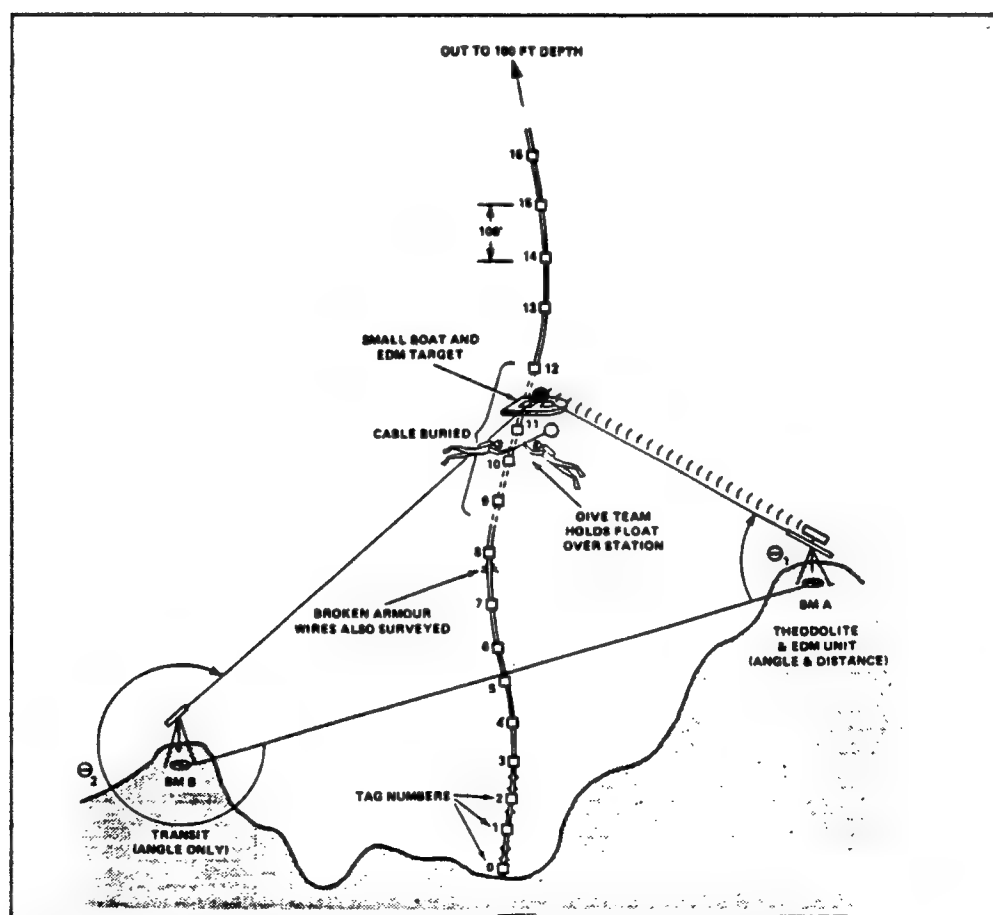 OUT TO 100 FT DEPTH
16
15
100'
14
13
SMALL BOAT AND
EDM TARGET
12
11
CABLE BURIED
10
9
DIVE TEAM
HOLDS FLOAT
OVER STATION
Θ1
8
BM A
BROKEN ARMOUR
WIRES ALSO SURVEYED
7
THEODOLITE
& EDM UNIT
(ANGLE & DISTANCE)
6
5
4
3
Θ2
BM B
TAG NUMBERS
2
1
TRANSIT
(ANGLE ONLY)
0